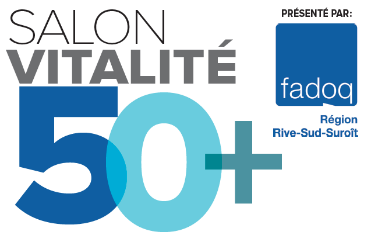 SALON
VITALITÉ
50+
PRÉSENTÉ PAR:
fadoq
Région
Rive-Sud-Suroît